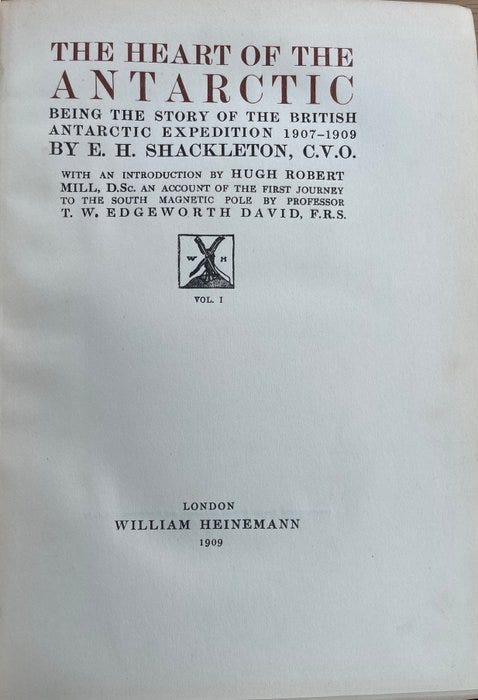 THE HEART OF THE
ANTARCTIC
BEING THE STORY OF THE BRITISH
ANTARCTIC EXPEDITION 1907-1909
BY E. H. SHACKLETON, C.V.O.
WITH AN INTRODUCTION BY HUGH ROBERT
MILL, D.Sc. AN ACCOUNT OF THE FIRST JOURNEY
TO THE SOUTH MAGNETIC POLE BY PROFESSOR
T. W. EDGEWORTH DAVID, F.R.S.
W H
VOL. I
LONDON
WILLIAM HEINEMANN
1909